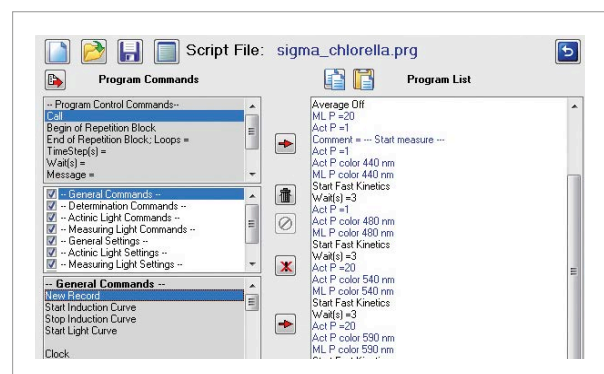 Script File: sigma_chlorella.prg
Program Commands
-- Program Control Commands--
Call
Begin of Repetition Block
End of Repetition Block; Loops =
TimeStep(s) =
Wait(s) =
Message =
-- General Commands --
-- Determination Commands --
-- Actinic Light Commands --
-- Measuring Light Commands --
-- General Settings --
-- Actinic Light Settings --
-- Measuring Light Settings --
-- General Commands --
New Record
Start Induction Curve
Stop Induction Curve
Start Light Curve
Clock
Program List
Average Off
ML P =20
Act P =1
Comment = --- Start measure ---
Act P =1
Act P color 440 nm
ML P color 440 nm
Start Fast Kinetics
Wait(s) =3
Act P =1
Act P color 480 nm
ML P color 480 nm
Start Fast Kinetics
Wait(s) =3
Act P =20
Act P color 540 nm
ML P color 540 nm
Start Fast Kinetics
Wait(s) =3
Act P =20
Act P color 590 nm
ML P color 590 nm